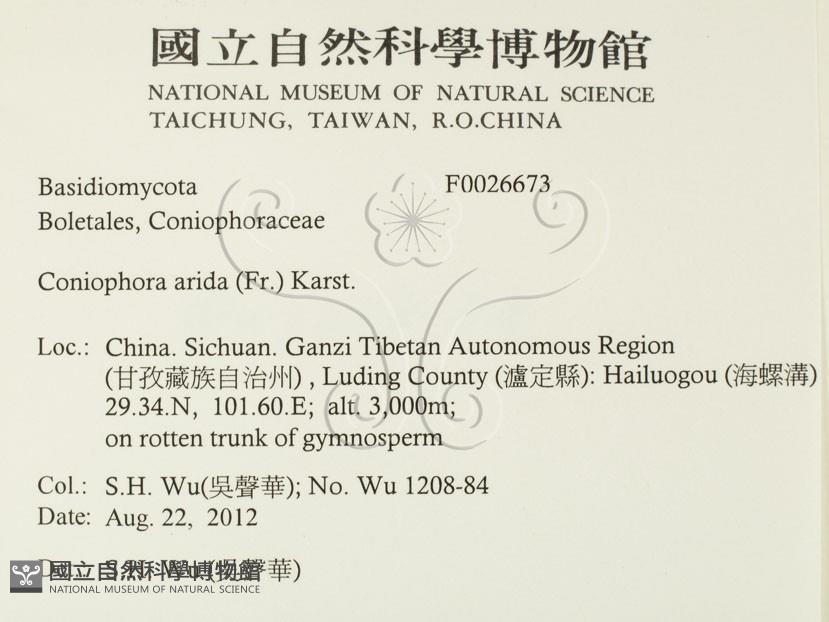 國立自然科學博物館
NATIONAL MUSEUM OF NATURAL SCIENCE
TAICHUNG, TAIWAN, R.O.CHINA
Basidiomycota F0026673
Boletales, Coniophoraceae
Coniophora arida (Fr.) Karst.
Loc.: China. Sichuan. Ganzi Tibetan Autonomous Region
(甘孜藏族自治州) , Luding County (瀘定縣): Hailuogou (海螺溝)
29.34.N, 101.60.E; alt. 3,000m;
on rotten trunk of gymnosperm
Col.: S.H. Wu(吳聲華); No. Wu 1208-84
Date: Aug. 22, 2012
S.H. Wu (吳聲華)
國立自然科學博物館
NATIONAL MUSEUM OF NATURAL SCIENCE